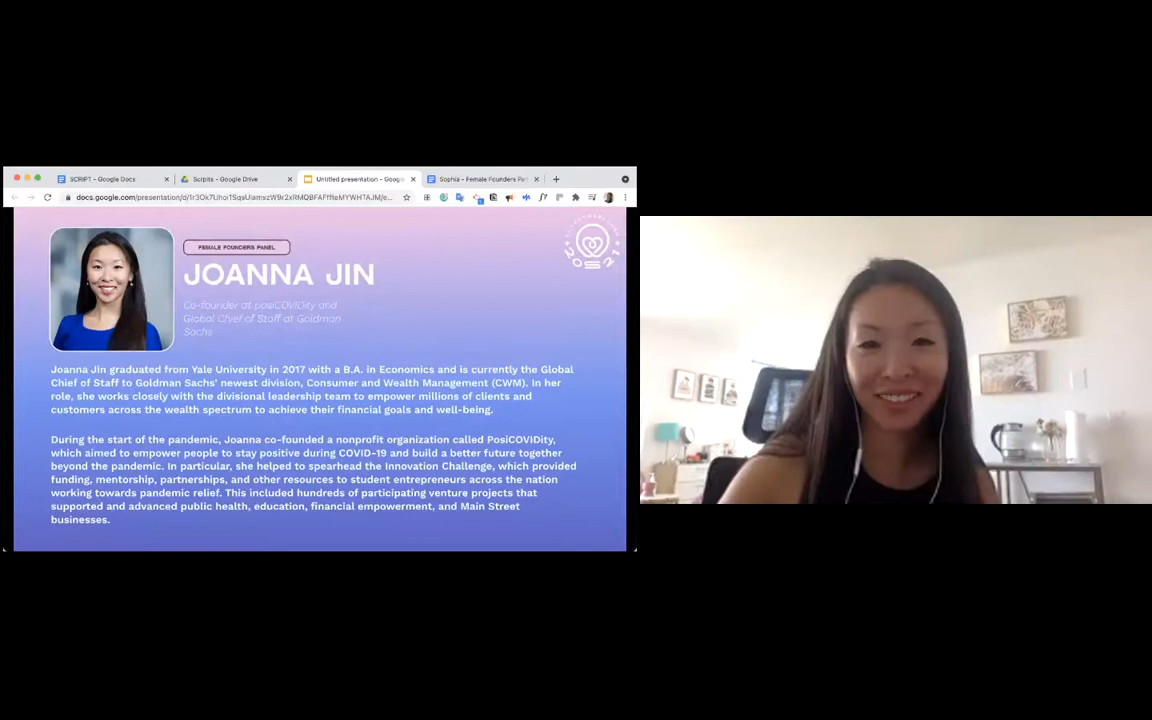 SCRIPT - Google Docs
Scripts - Google Drive
Untitled presentation - Google
Sophia - Female Founders Pan
FEMALE FOUNDERS PANEL
JOANNA JIN
Co-founder at posiCOVIDity and
Global Chief of Staff at Goldman
Sachs
2021
Joanna Jin graduated from Yale University in 2017 with a B.A. in Economics and is currently the Global
Chief of Staff to Goldman Sachs' newest division, Consumer and Wealth Management (CWM). In her
role, she works closely with the divisional leadership team to empower millions of clients and
customers across the wealth spectrum to achieve their financial goals and well-being.
During the start of the pandemic, Joanna co-founded a nonprofit organization called PosiCOVIDity,
which aimed to empower people to stay positive during COVID-19 and build a better future together
beyond the pandemic. In particular, she helped to spearhead the Innovation Challenge, which provided
funding, mentorship, partnerships, and other resources to student entrepreneurs across the nation
working towards pandemic relief. This included hundreds of participating venture projects that
supported and advanced public health, education, financial empowerment, and Main Street
businesses.